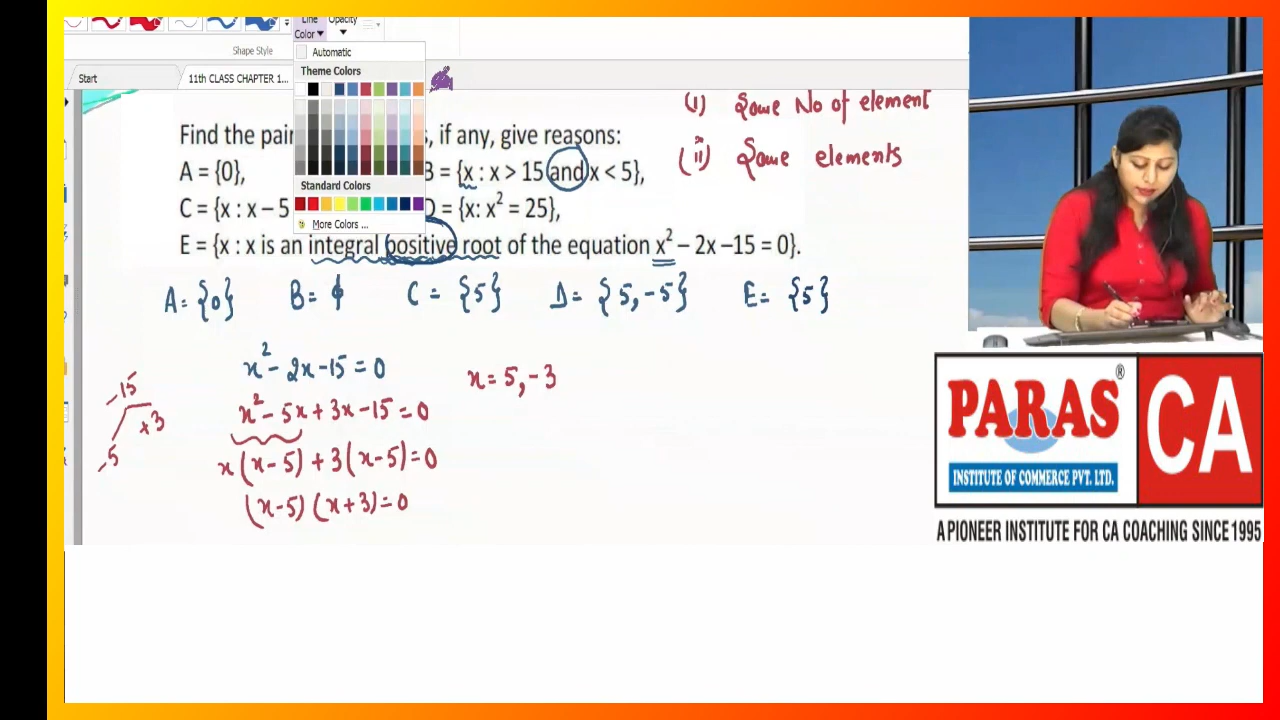 Line Color
Opacity
Shape Style
Automatic
Start
11th CLASS CHAPTER 1...
Theme Colors
Standard Colors
More Colors ...
(i) Same No of element
(ii) Same elements
Find the pair , if any, give reasons:
A = {0}, B = {x : x > 15 and x < 5},
C = {x : x – 5 D = {x: x² = 25},
E = {x : x is an integral positive root of the equation x² – 2x –15 = 0}.
A = {0} B = ϕ C = {5} D = {5, -5} E = {5}
x² - 2x - 15 = 0
x = 5, -3
-15
+3
-5
x² - 5x + 3x - 15 = 0
x(x-5) + 3(x-5) = 0
(x-5) (x+3) = 0
PARAS®
INSTITUTE OF COMMERCE PVT. LTD.
CA
A PIONEER INSTITUTE FOR CA COACHING SINCE 1995